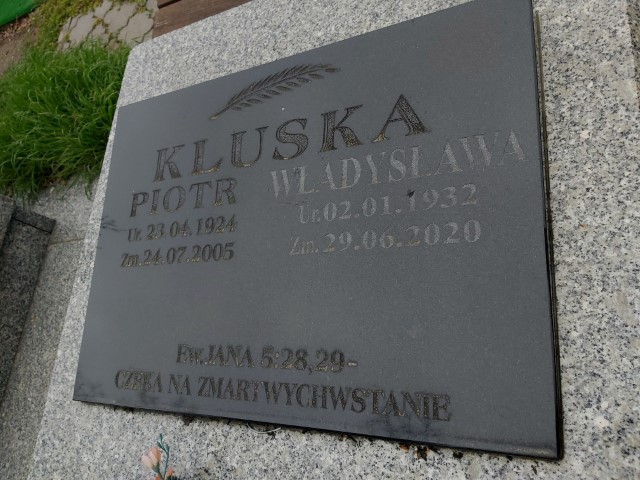 KLUSKA
PIOTR
Ur. 23.04.1924
Zm.24.07.2005
WŁADYSŁAWA
Ur.02.01.1932
Zm.29.06.2020
Ew.JANA 5:28,29-
CZEKA NA ZMARTWYCHWSTANIE